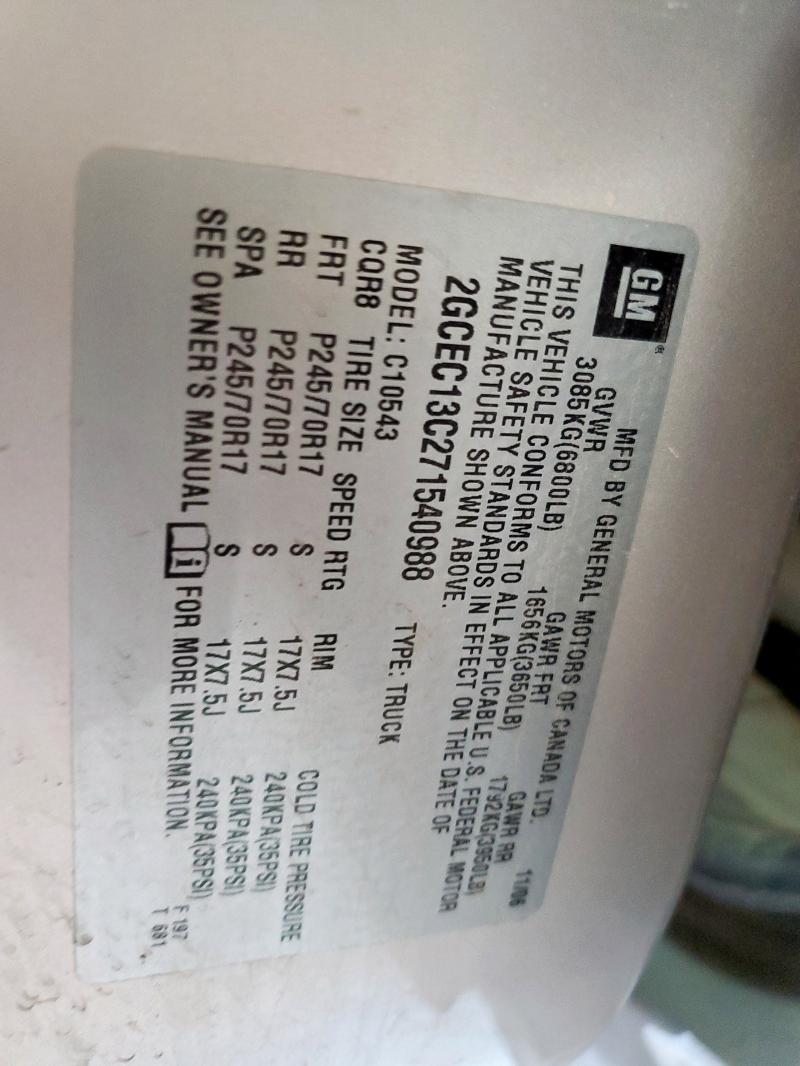 GM®
MFD BY GENERAL MOTORS OF CANADA LTD. 11/06
GVWR GAWR FRT GAWR RR
3085KG(6800LB) 1656KG(3650LB) 1792KG(3950LB)
THIS VEHICLE CONFORMS TO ALL APPLICABLE U.S. FEDERAL MOTOR
VEHICLE SAFETY STANDARDS IN EFFECT ON THE DATE OF
MANUFACTURE SHOWN ABOVE.
2GCEC13C271540988 TYPE: TRUCK
MODEL: C10543
CQR8 TIRE SIZE SPEED RTG RIM COLD TIRE PRESSURE
FRT P245/70R17 S 17X7.5J 240KPA(35PSI)
RR P245/70R17 S 17X7.5J 240KPA(35PSI)
SPA P245/70R17 S 17X7.5J 240KPA(35PSI)
SEE OWNER'S MANUAL i FOR MORE INFORMATION. F 197
T 681